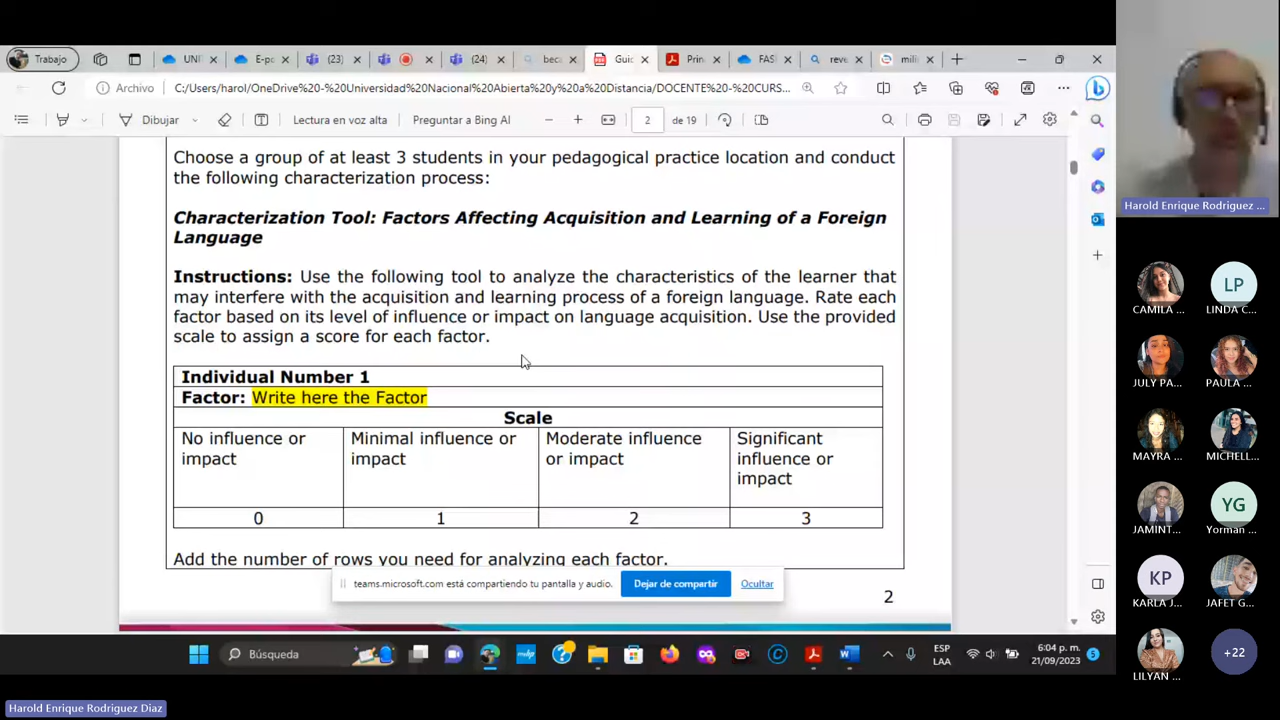 Trabajo
UNI
E-p
(23)
(24)
beca
Guc
Prin
FASI
reve
mili
Archivo
C:/Users/harol/OneDrive%20-%20Universidad%20Nacional%20Abierta%20y%20a%20Distancia/DOCENTE%20-%20CURS...
Dibujar
Lectura en voz alta
Preguntar a Bing AI
2
de 19
Choose a group of at least 3 students in your pedagogical practice location and conduct
the following characterization process:
Characterization Tool: Factors Affecting Acquisition and Learning of a Foreign
Language
Instructions: Use the following tool to analyze the characteristics of the learner that
may interfere with the acquisition and learning process of a foreign language. Rate each
factor based on its level of influence or impact on language acquisition. Use the provided
scale to assign a score for each factor.
Individual Number 1
Factor: Write here the Factor
Scale
No influence or
impact
Minimal influence or
impact
Moderate influence
or impact
Significant
influence or
impact
0
1
2
3
Add the number of rows you need for analyzing each factor.
teams.microsoft.com está compartiendo tu pantalla y audio.
Dejar de compartir
Ocultar
2
Búsqueda
ESP
LAA
6:04 p. m.
21/09/2023
5
Harold Enrique Rodriguez Diaz
Harold Enrique Rodriguez ...
CAMILA ...
LP
LINDA C...
JULY PA...
PAULA ...
MAYRA ...
MICHELL...
JAMINT...
YG
Yorman ...
KP
KARLA J...
JAFET G...
LILYAN ...
+22